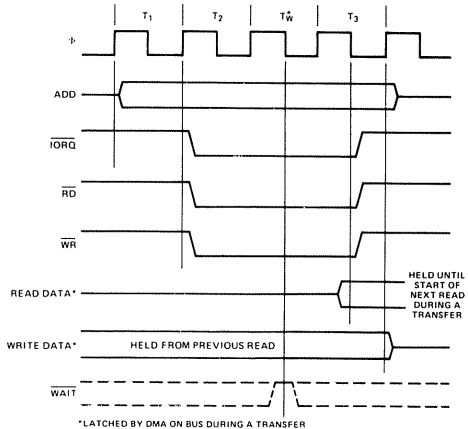 T1 T2 T*W T3
Φ
ADD
IORQ
RD
WR
READ DATA*
HELD UNTIL
START OF
NEXT READ
DURING A
TRANSFER
WRITE DATA*
HELD FROM PREVIOUS READ
WAIT
*LATCHED BY DMA ON BUS DURING A TRANSFER